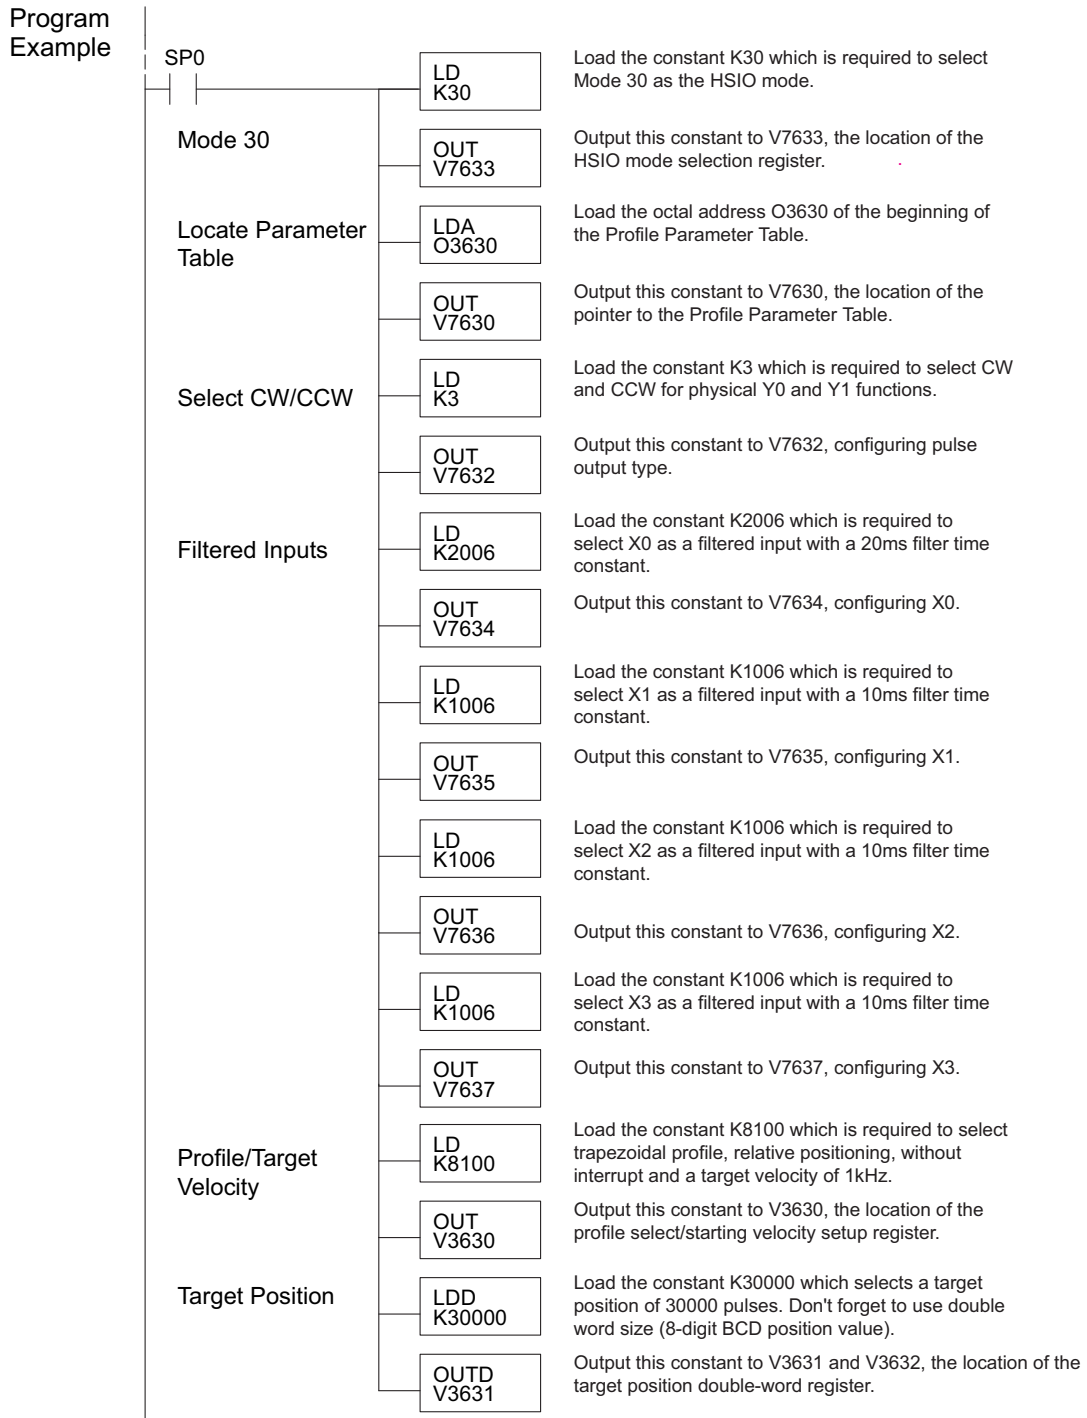 Program
Example
SP0
LD
K30
Load the constant K30 which is required to select
Mode 30 as the HSIO mode.
Mode 30
OUT
V7633
Output this constant to V7633, the location of the
HSIO mode selection register.
Locate Parameter
Table
LDA
O3630
Load the octal address O3630 of the beginning of
the Profile Parameter Table.
OUT
V7630
Output this constant to V7630, the location of the
pointer to the Profile Parameter Table.
Select CW/CCW
LD
K3
Load the constant K3 which is required to select CW
and CCW for physical Y0 and Y1 functions.
OUT
V7632
Output this constant to V7632, configuring pulse
output type.
Filtered Inputs
LD
K2006
Load the constant K2006 which is required to
select X0 as a filtered input with a 20ms filter time
constant.
OUT
V7634
Output this constant to V7634, configuring X0.
LD
K1006
Load the constant K1006 which is required to
select X1 as a filtered input with a 10ms filter time
constant.
OUT
V7635
Output this constant to V7635, configuring X1.
LD
K1006
Load the constant K1006 which is required to
select X2 as a filtered input with a 10ms filter time
constant.
OUT
V7636
Output this constant to V7636, configuring X2.
LD
K1006
Load the constant K1006 which is required to
select X3 as a filtered input with a 10ms filter time
constant.
OUT
V7637
Output this constant to V7637, configuring X3.
Profile/Target
Velocity
LD
K8100
Load the constant K8100 which is required to select
trapezoidal profile, relative positioning, without
interrupt and a target velocity of 1kHz.
OUT
V3630
Output this constant to V3630, the location of the
profile select/starting velocity setup register.
Target Position
LDD
K30000
Load the constant K30000 which selects a target
position of 30000 pulses. Don't forget to use double
word size (8-digit BCD position value).
OUTD
V3631
Output this constant to V3631 and V3632, the location of the
target position double-word register.